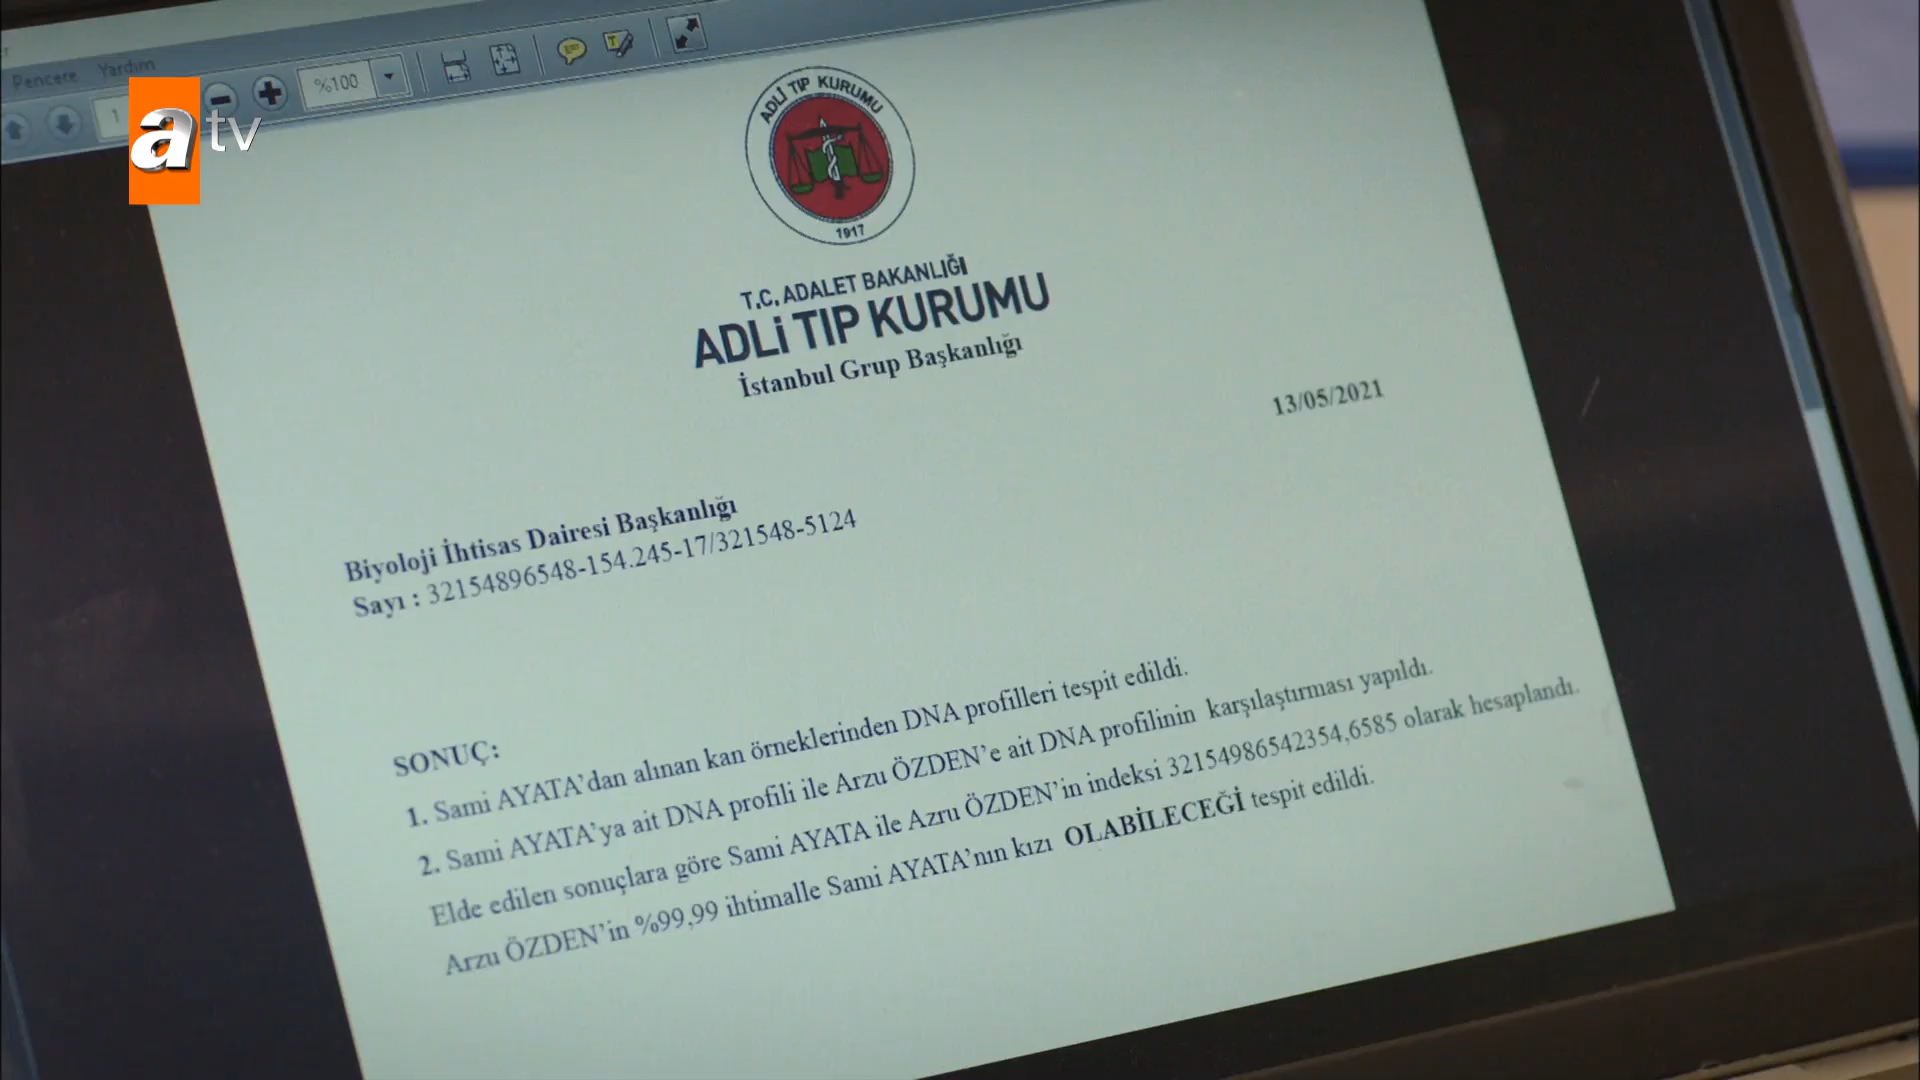 Pencere Yardım
1
%100
atv
ADLİ TIP KURUMU
1917
T.C. ADALET BAKANLIĞI
ADLİ TIP KURUMU
İstanbul Grup Başkanlığı
13/05/2021
Biyoloji İhtisas Dairesi Başkanlığı
Sayı : 32154896548-154.245-17/321548-5124
SONUÇ:
1. Sami AYATA’dan alınan kan örneklerinden DNA profilleri tespit edildi.
2. Sami AYATA’ya ait DNA profili ile Arzu ÖZDEN’e ait DNA profilinin karşılaştırması yapıldı.
Elde edilen sonuçlara göre Sami AYATA ile Azru ÖZDEN’in indeksi 32154986542354,6585 olarak hesaplandı.
Arzu ÖZDEN’in %99,99 ihtimalle Sami AYATA’nın kızı OLABİLECEĞİ tespit edildi.